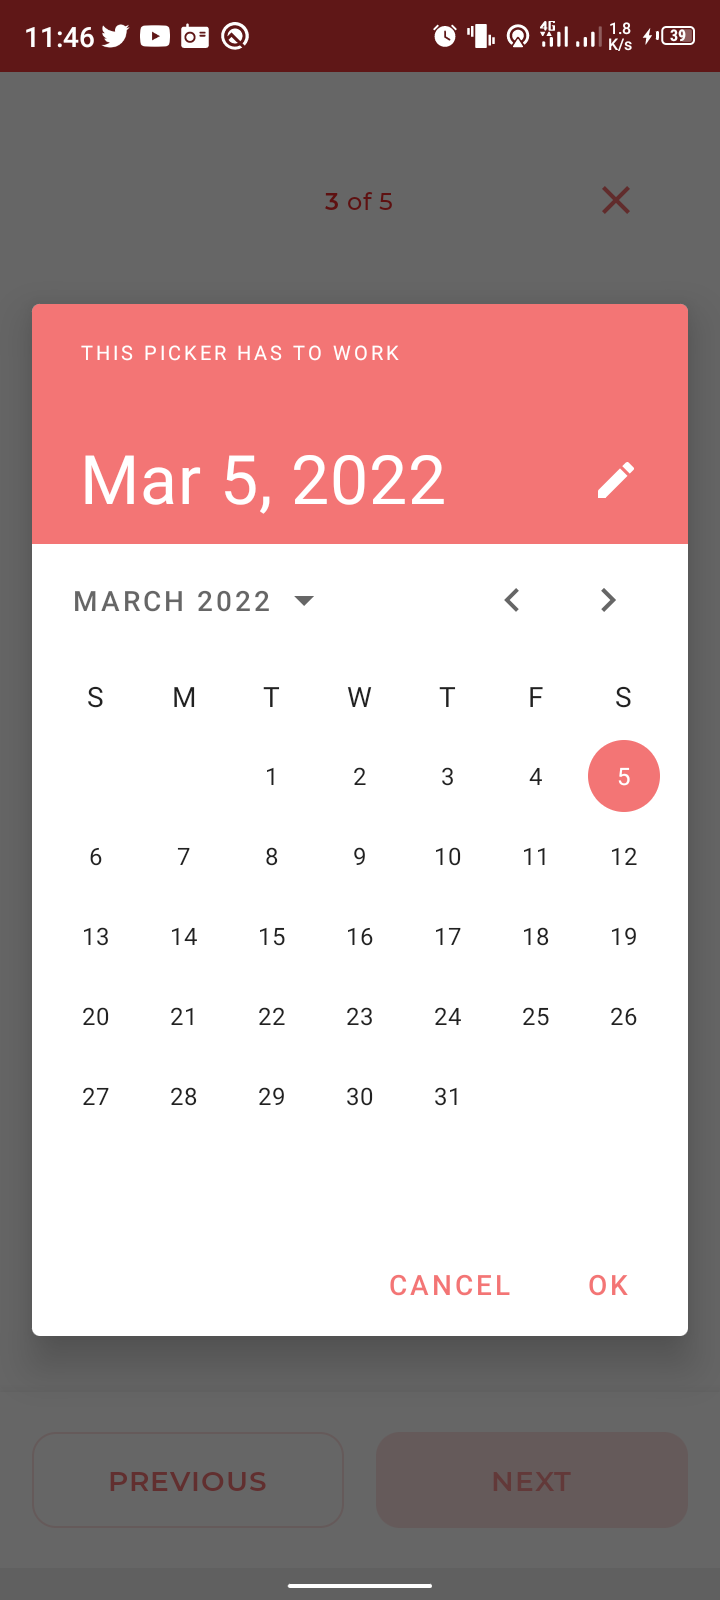 11:46 4G 1.8 K/s 39
3 of 5
THIS PICKER HAS TO WORK
Mar 5, 2022
MARCH 2022
S M T W T F S
1 2 3 4 5
6 7 8 9 10 11 12
13 14 15 16 17 18 19
20 21 22 23 24 25 26
27 28 29 30 31
CANCEL OK
PREVIOUS NEXT